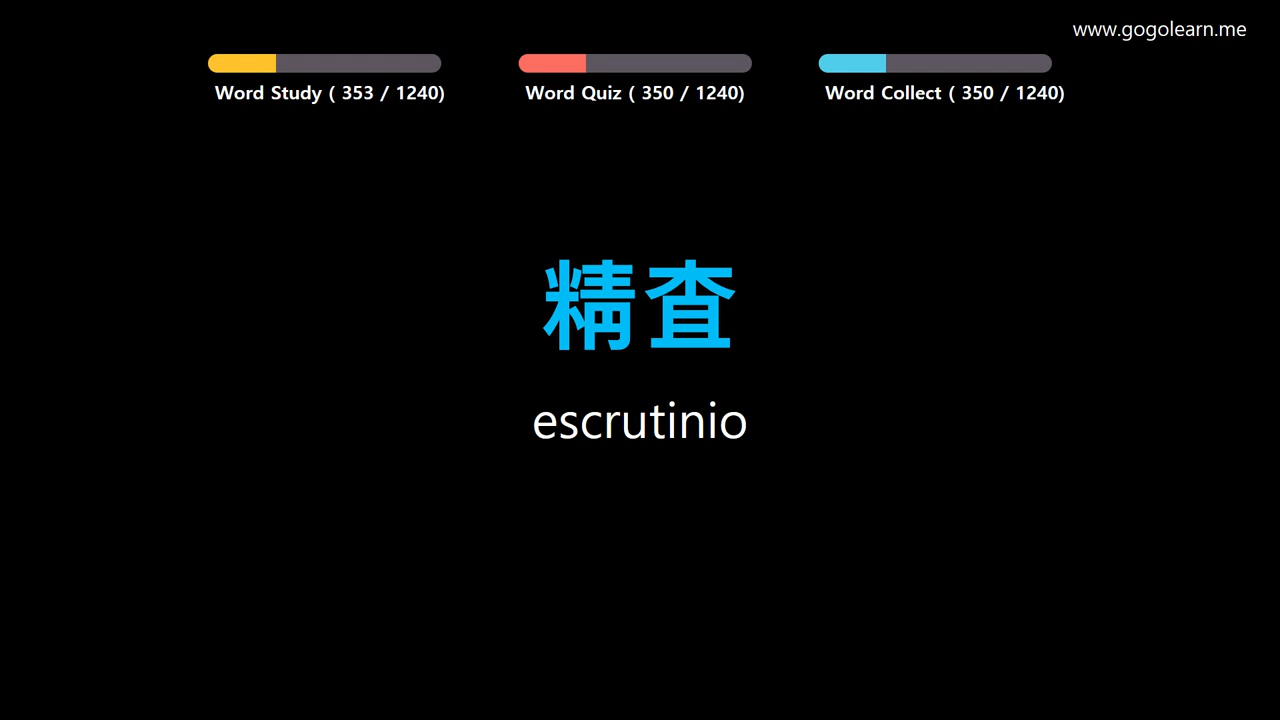 www.gogolearn.me
Word Study ( 353 / 1240)
Word Quiz ( 350 / 1240)
Word Collect ( 350 / 1240)
精査
escrutinio